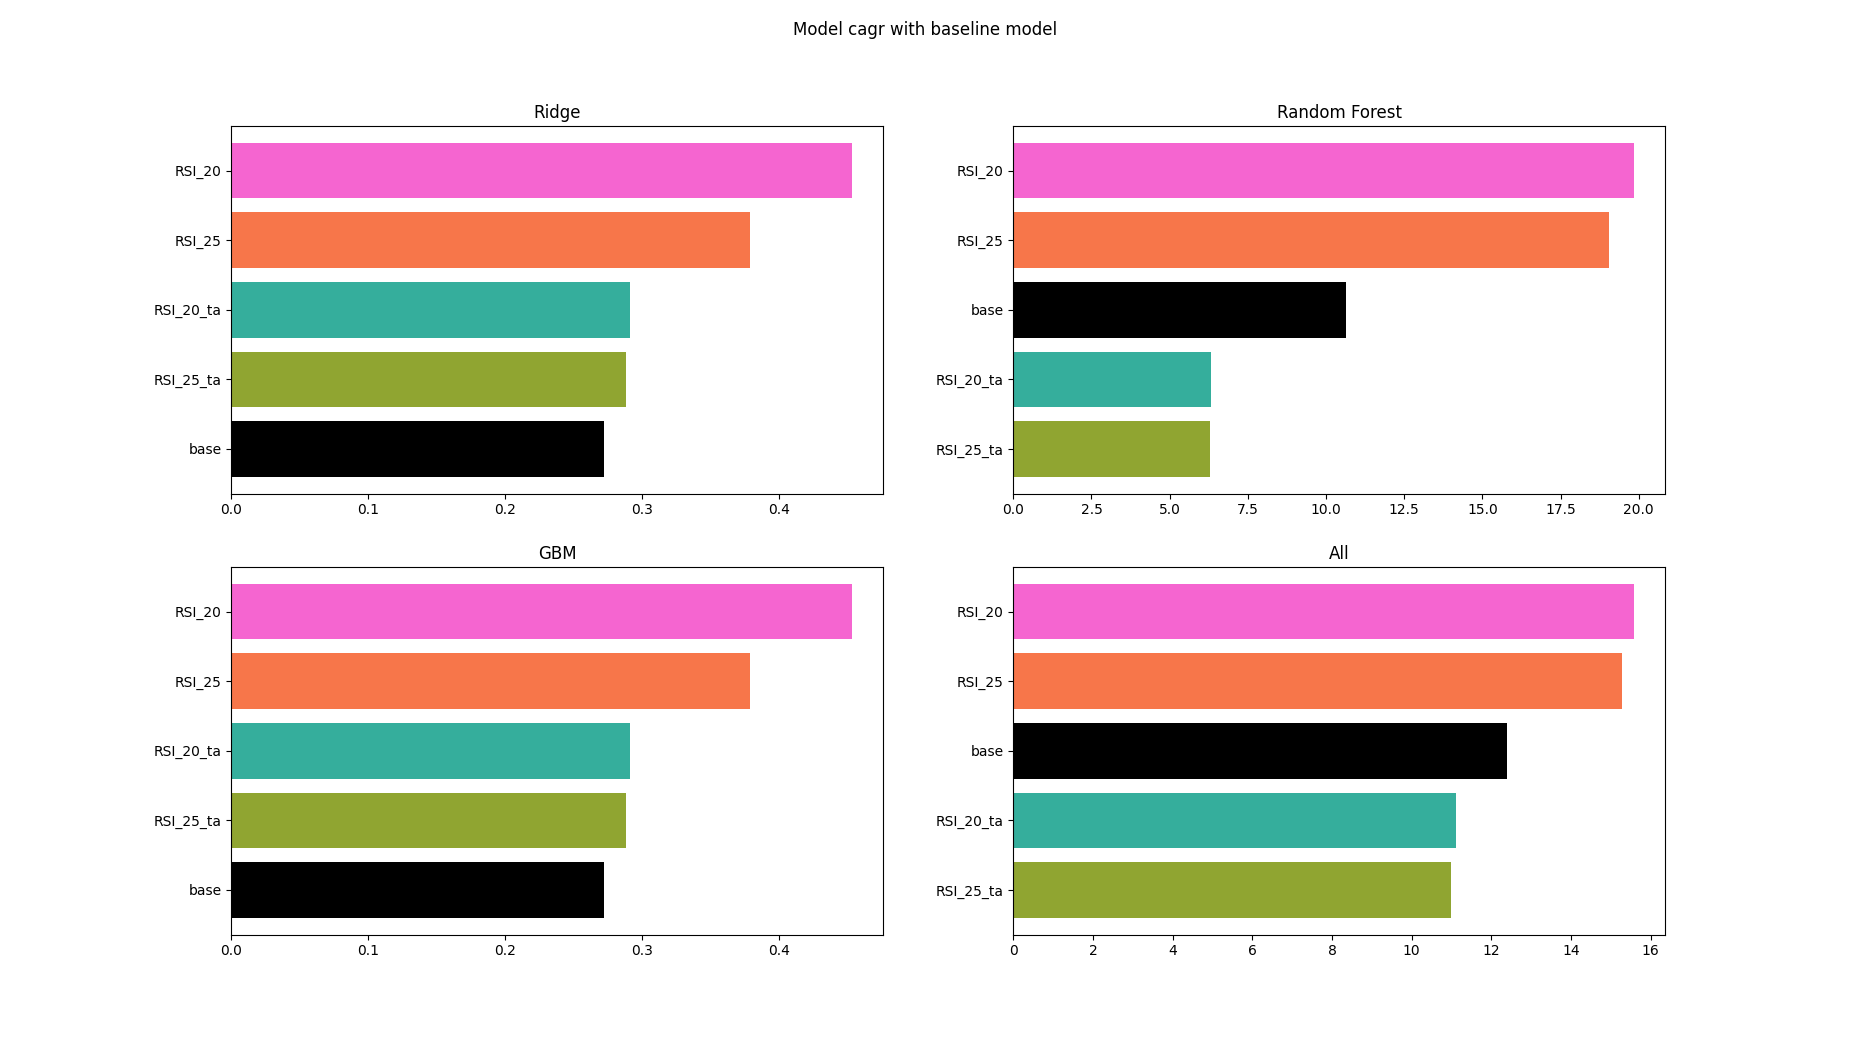 Model cagr with baseline model
Ridge
RSI_20
RSI_25
RSI_20_ta
RSI_25_ta
base
0.0 0.1 0.2 0.3 0.4
Random Forest
RSI_20
RSI_25
base
RSI_20_ta
RSI_25_ta
0.0 2.5 5.0 7.5 10.0 12.5 15.0 17.5 20.0
GBM
RSI_20
RSI_25
RSI_20_ta
RSI_25_ta
base
0.0 0.1 0.2 0.3 0.4
All
RSI_20
RSI_25
base
RSI_20_ta
RSI_25_ta
0 2 4 6 8 10 12 14 16